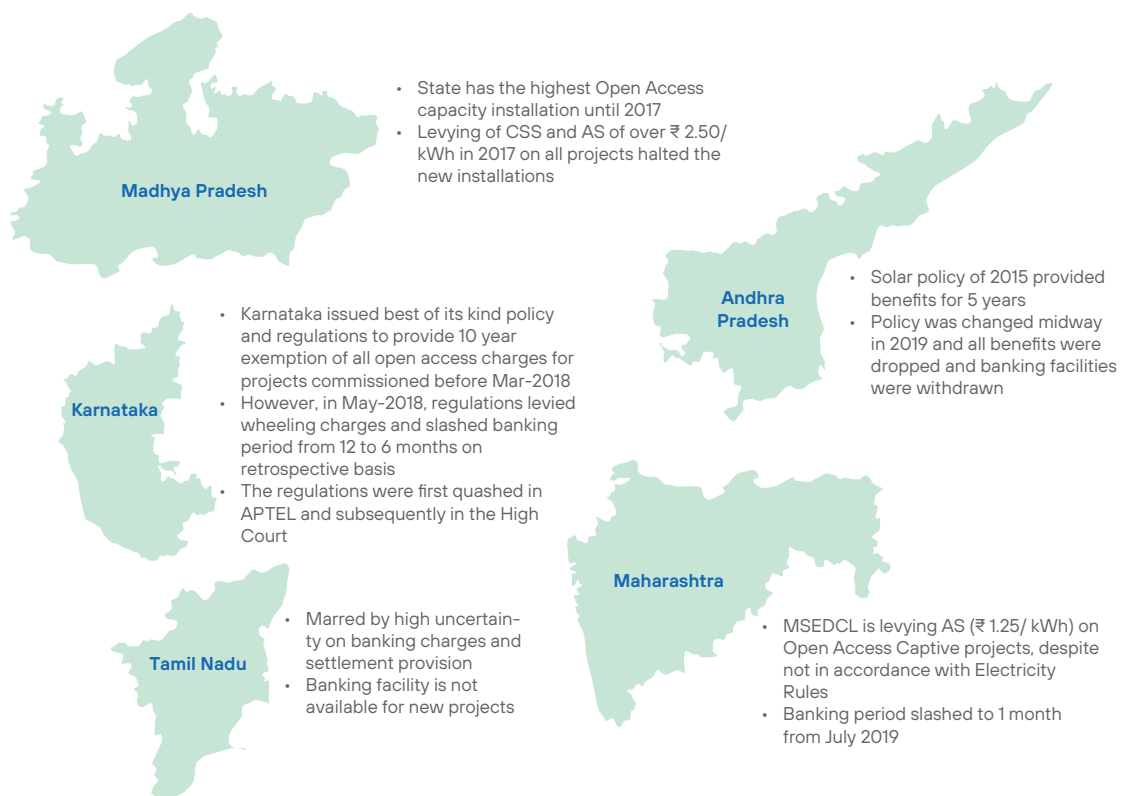 Madhya Pradesh
• State has the highest Open Access
capacity installation until 2017
• Levying of CSS and AS of over ₹ 2.50/
kWh in 2017 on all projects halted the
new installations
Andhra
Pradesh
• Solar policy of 2015 provided
benefits for 5 years
• Policy was changed midway
in 2019 and all benefits were
dropped and banking facilities
were withdrawn
Karnataka
• Karnataka issued best of its kind policy
and regulations to provide 10 year
exemption of all open access charges for
projects commissioned before Mar-2018
• However, in May-2018, regulations levied
wheeling charges and slashed banking
period from 12 to 6 months on
retrospective basis
• The regulations were first quashed in
APTEL and subsequently in the High
Court
Maharashtra
• MSEDCL is levying AS (₹ 1.25/ kWh) on
Open Access Captive projects, despite
not in accordance with Electricity
Rules
• Banking period slashed to 1 month
from July 2019
Tamil Nadu
• Marred by high uncertain-
ty on banking charges and
settlement provision
• Banking facility is not
available for new projects